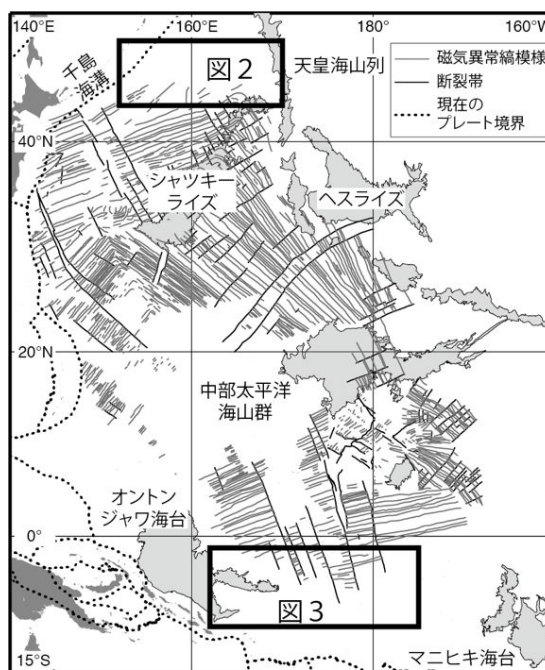 140°E
160°
180°
160°W
千島
海溝
図2
天皇海山列
磁気異常縞模様
断裂帯
現在の
プレート境界
40°N
シャツキー
ライズ
ヘスライズ
20°N
中部太平洋
海山群
オントン
ジャワ海台
0°
図3
15°S
マニヒキ海台